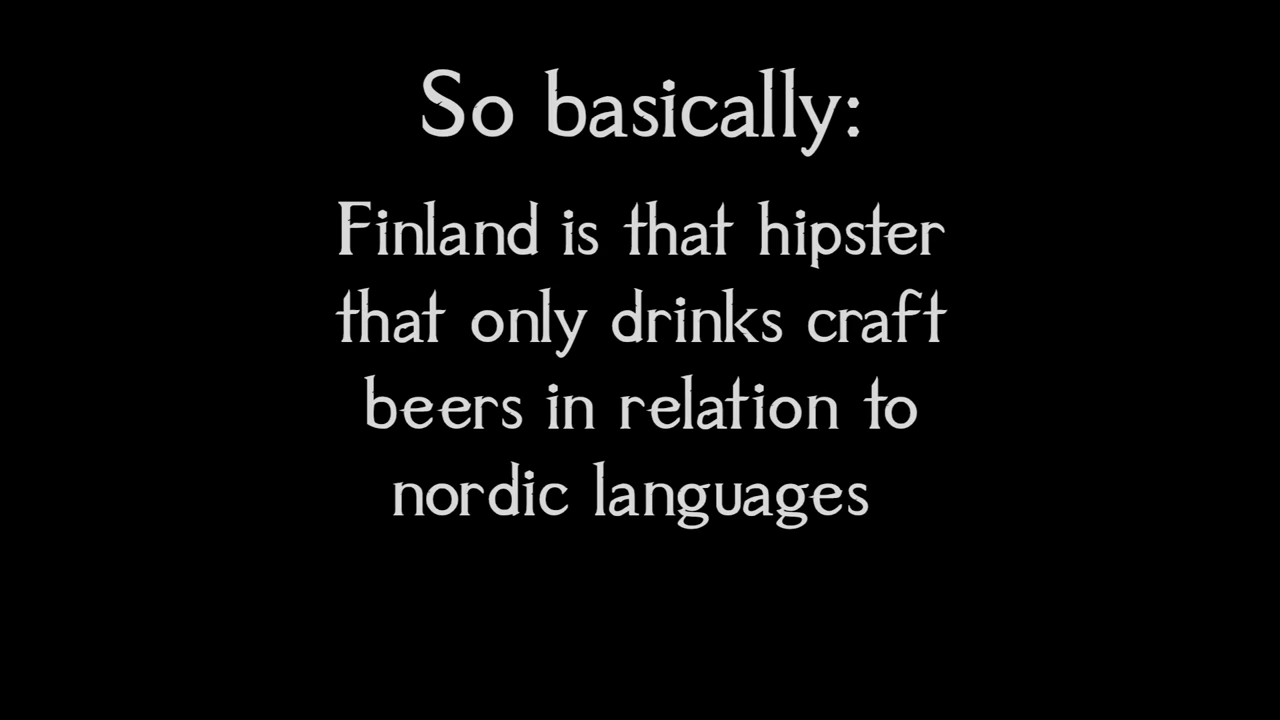 So basically:
Finland is that hipster
that only drinks craft
beers in relation to
nordic languages